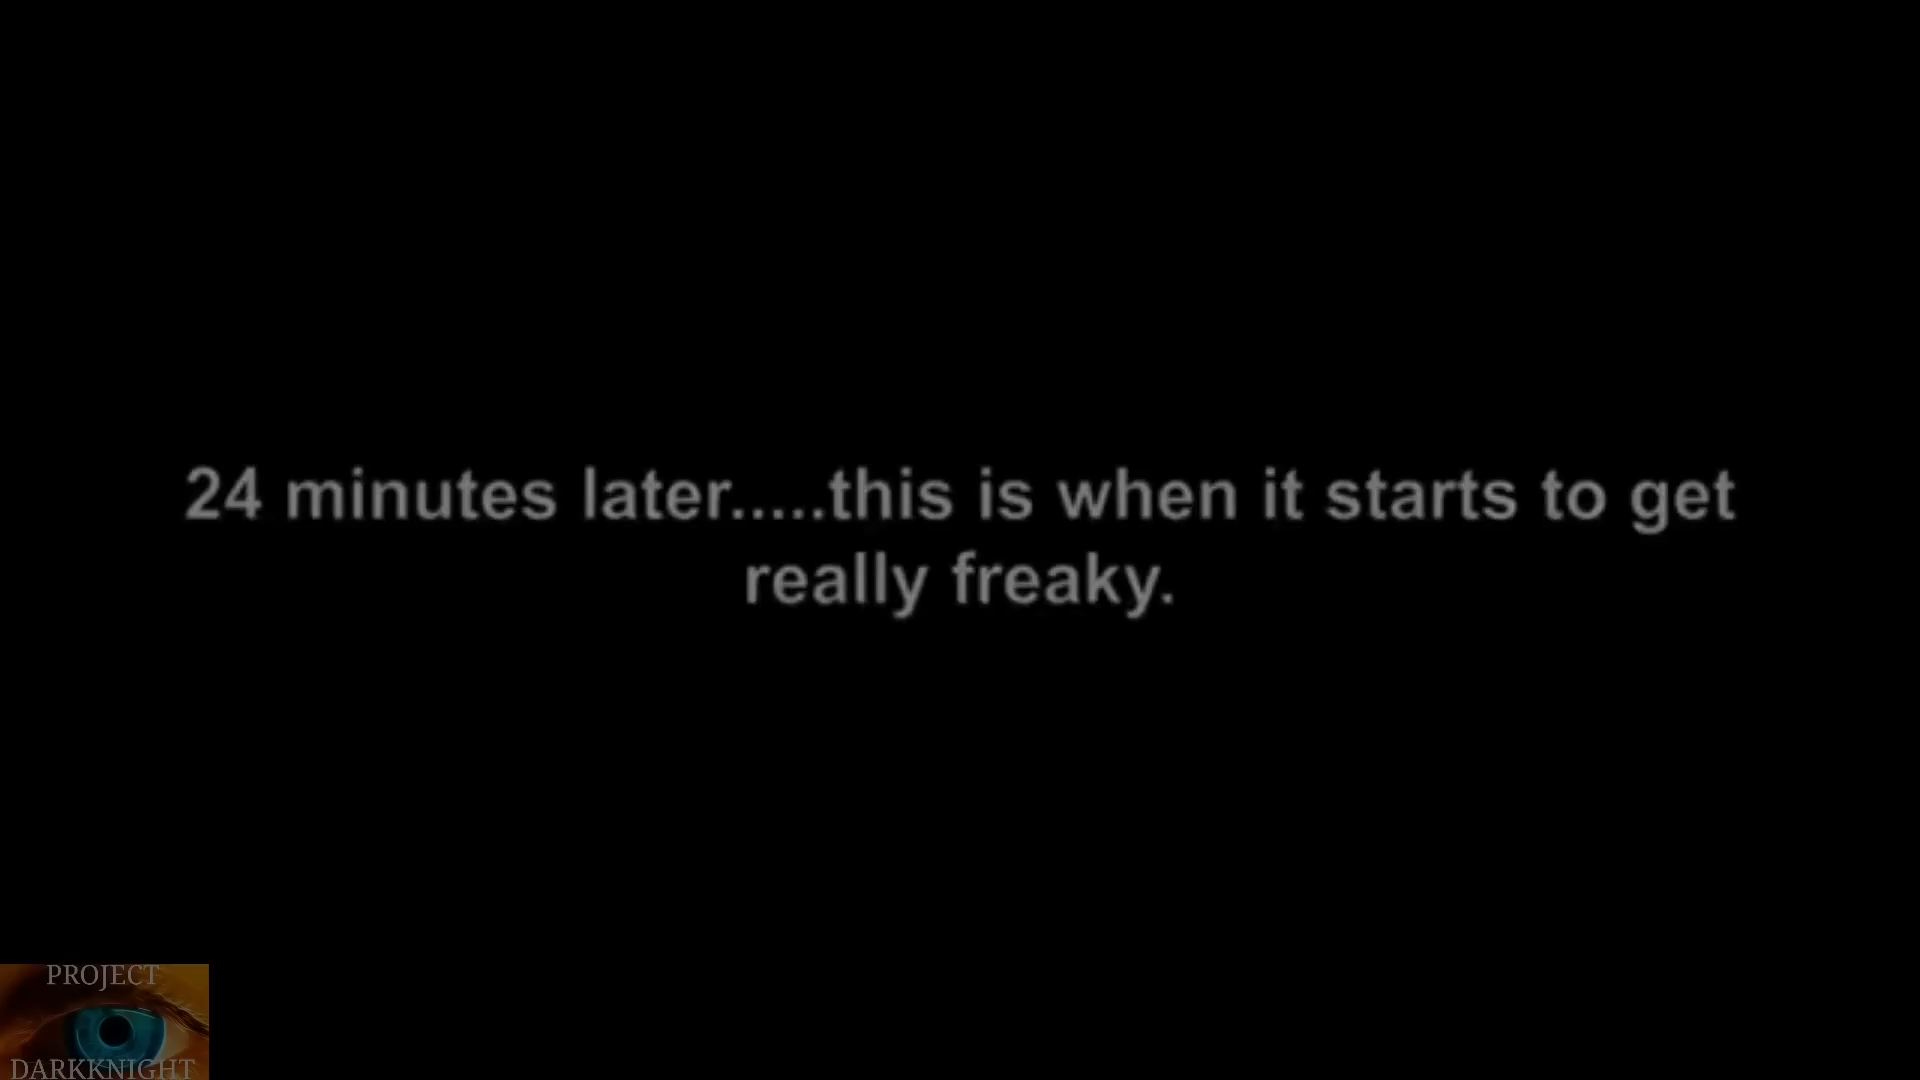 24 minutes later.....this is when it starts to get
really freaky.
PROJECT
DARKKNIGHT